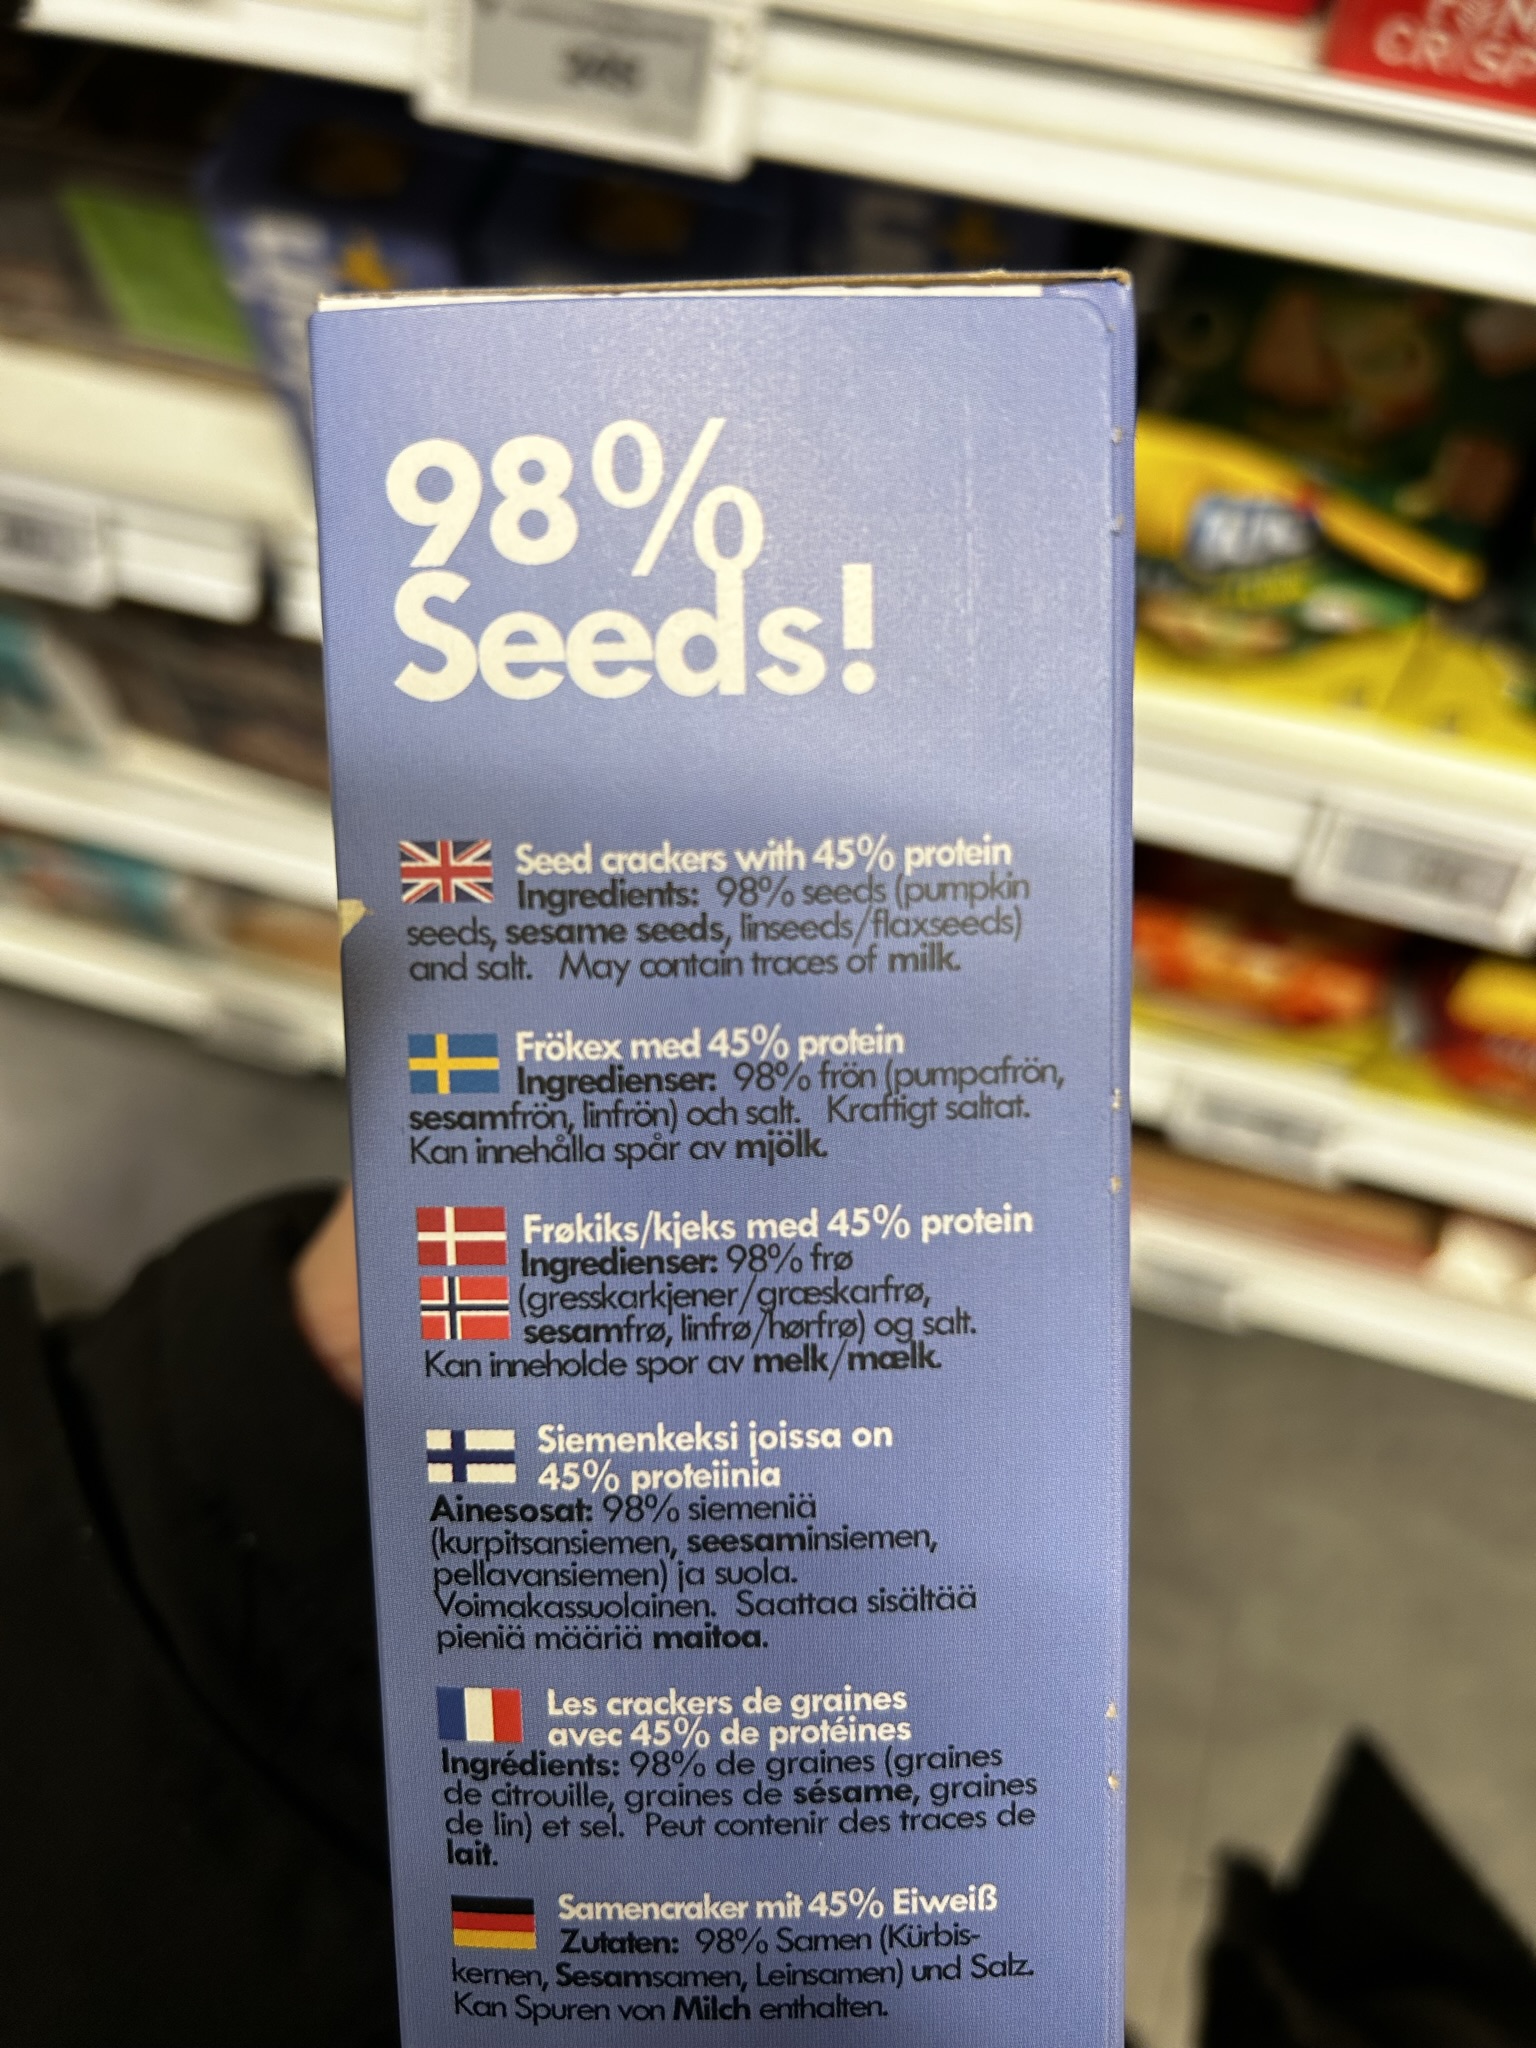 98%
Seeds!
Seed crackers with 45% protein
Ingredients: 98% seeds (pumpkin
seeds, sesame seeds, linseeds/flaxseeds)
and salt. May contain traces of milk.
Frökex med 45% protein
Ingredienser: 98% frön (pumpafrön,
sesamfrön, linfrön) och salt. Kraftigt saltat.
Kan innehålla spår av mjölk.
Frøkiks/kjeks med 45% protein
Ingredienser: 98% frø
(gresskarkjener/græskarfrø,
sesamfrø, linfrø/hørfrø) og salt.
Kan inneholde spor av melk/mælk.
Siemenkeksi joissa on
45% proteiinia
Ainesosat: 98% siemeniä
(kurpitsansiemen, seesaminsiemen,
pellavansiemen) ja suola.
Voimakassuolainen. Saattaa sisältää
pieniä määriä maitoa.
Les crackers de graines
avec 45% de protéines
Ingrédients: 98% de graines (graines
de citrouille, graines de sésame, graines
de lin) et sel. Peut contenir des traces de
lait.
Samencraker mit 45% Eiweiß
Zutaten: 98% Samen (Kürbis-
kernen, Sesamsamen, Leinsamen) und Salz.
Kan Spuren von Milch enthalten.